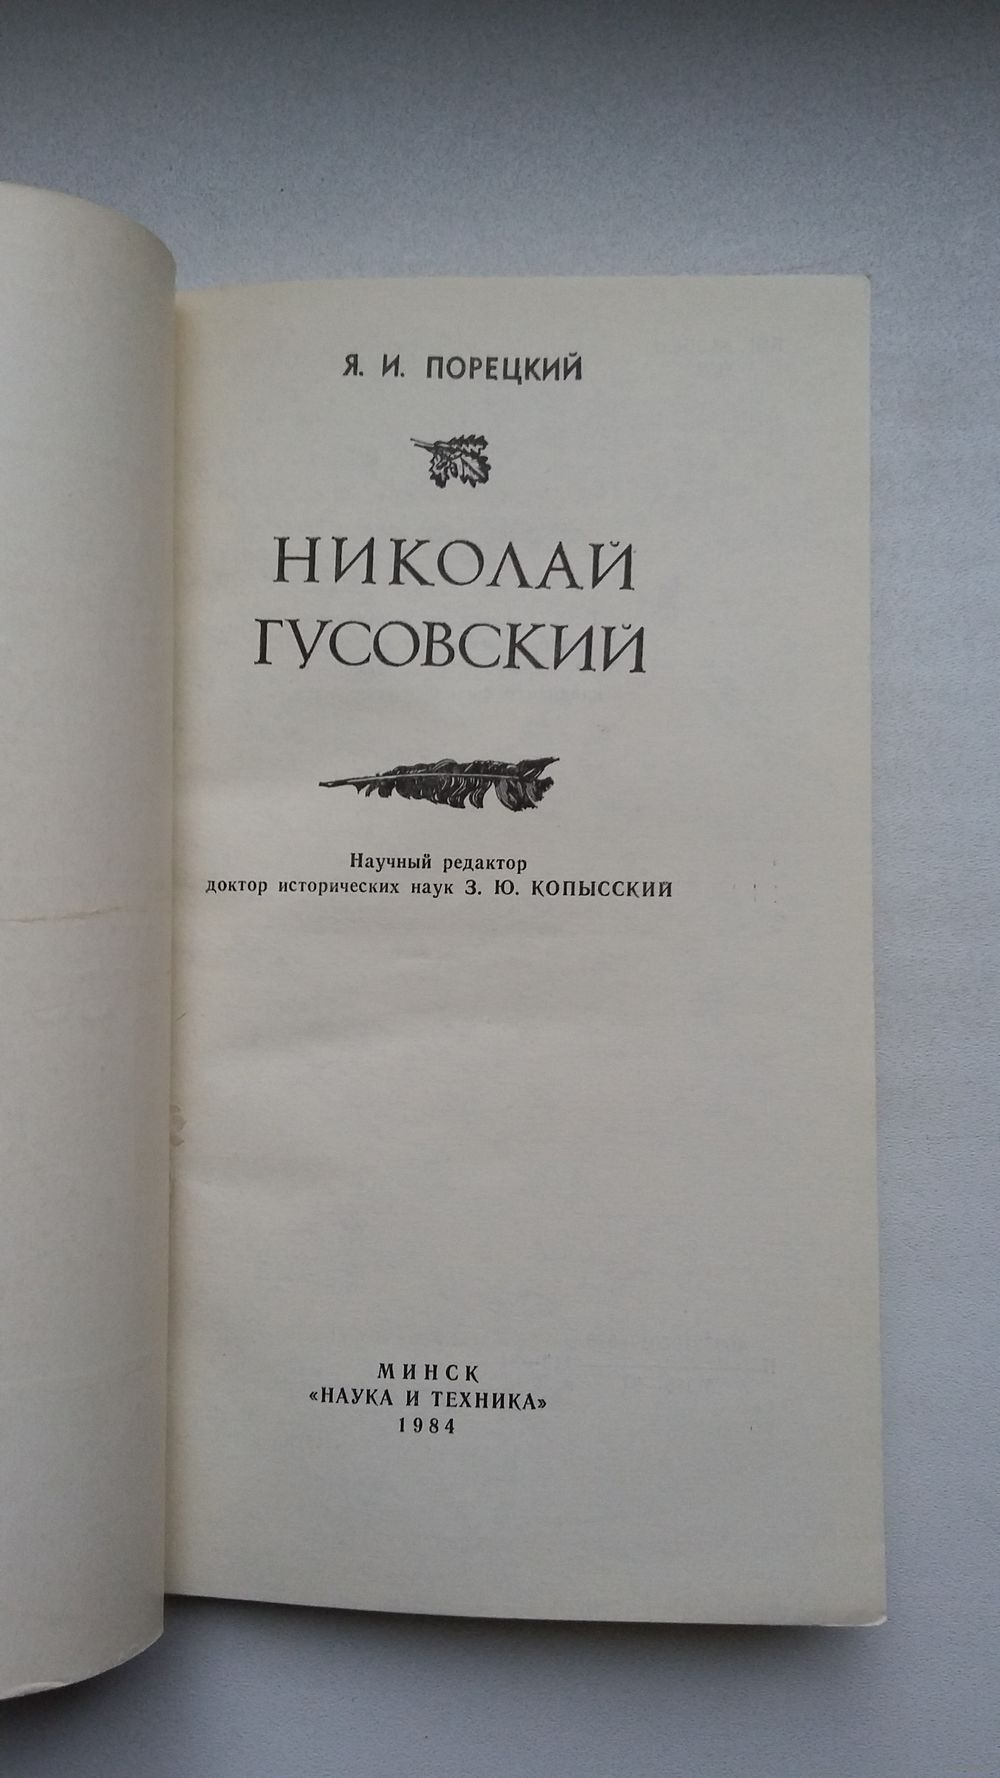 Я. И. ПОРЕЦКИЙ
НИКОЛАЙ
ГУСОВСКИЙ
Научный редактор
доктор исторических наук З. Ю. КОПЫССКИЙ
МИНСК
«НАУКА И ТЕХНИКА»
1984